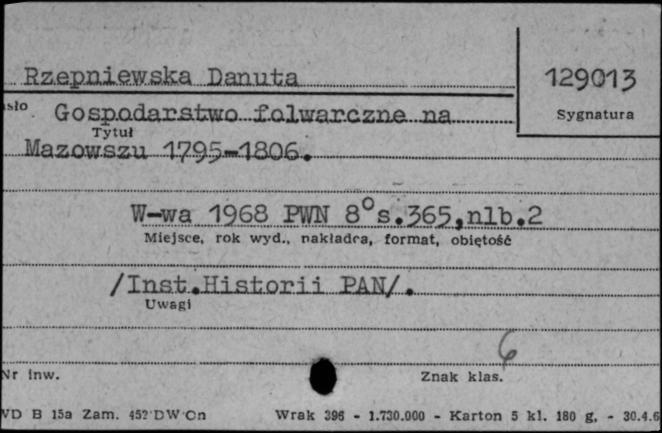 Rzepniewska Danuta
129013
sło Gospodarstwo folwarczne na
Sygnatura
Tytuł
Mazowszu 1795-1806.
W-wa 1968 PWN 8° s.365,nlb.2
Miejsce, rok wyd., nakładca, format, objętość
/Inst.Historii PAN/.
Uwagi
6
Nr inw.
Znak klas.
WD B 15a Zam. 452 DW Cn Wrak 396 - 1.730.000 - Karton 5 kl. 180 g, - 30.4.6